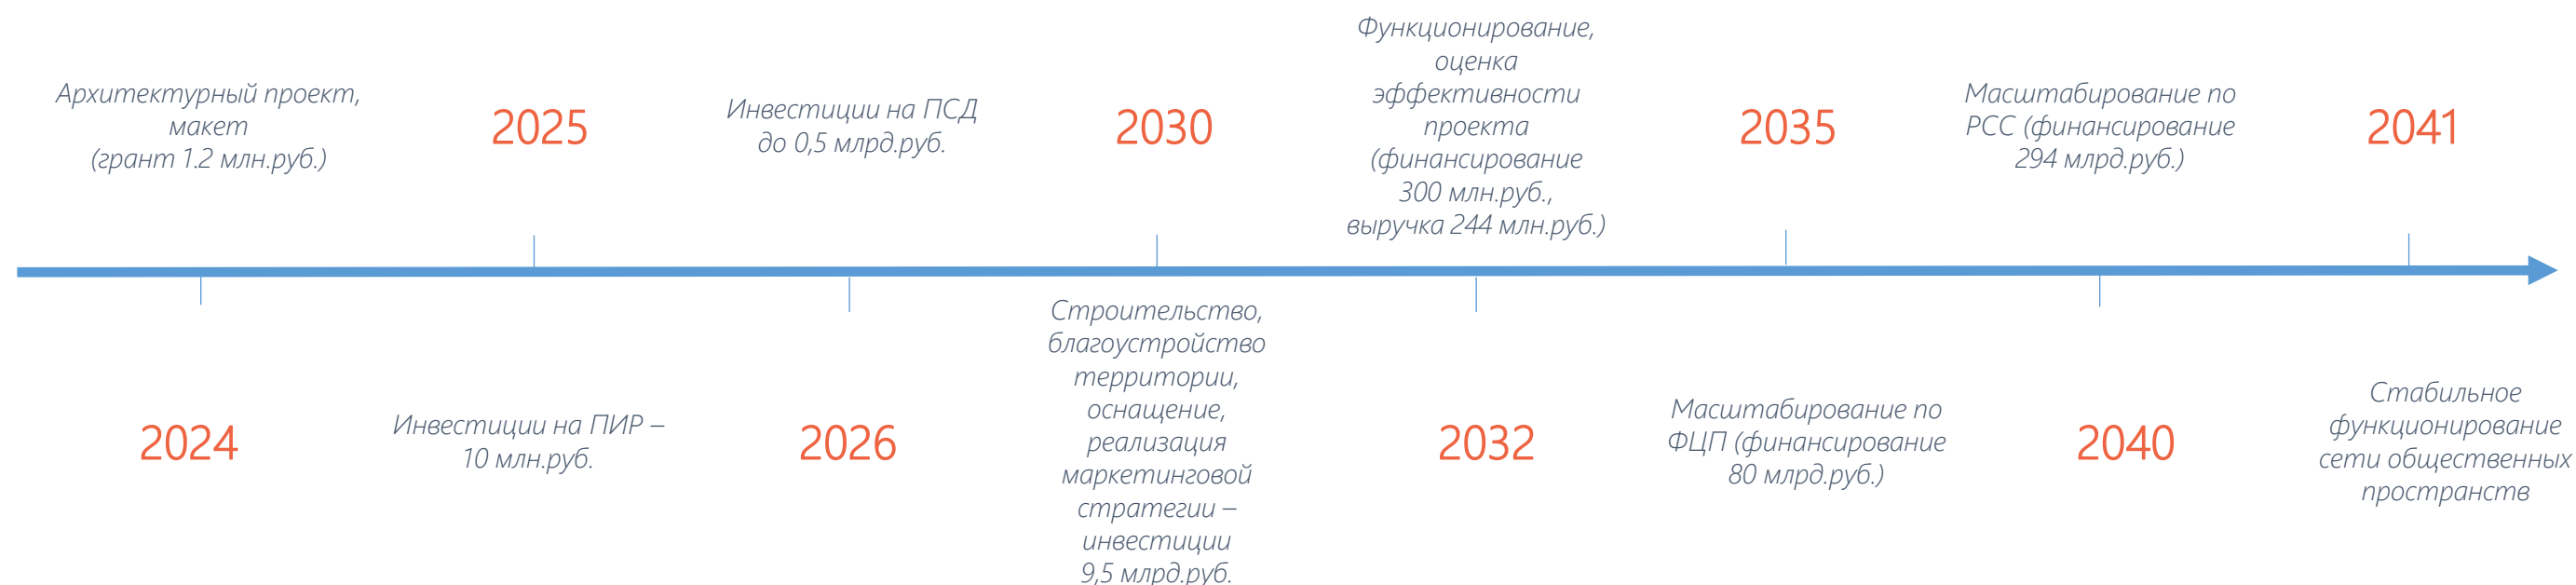 Архитектурный проект,
макет
(грант 1.2 млн.руб.)
2024
2025
Инвестиции на ПИР –
10 млн.руб.
Инвестиции на ПСД
до 0,5 млрд.руб.
2026
2030
Строительство,
благоустройство
территории,
оснащение,
реализация
маркетинговой
стратегии –
инвестиции
9,5 млрд.руб.
Функционирование,
оценка
эффективности
проекта
(финансирование
300 млн.руб.,
выручка 244 млн.руб.)
2032
2035
Масштабирование по
ФЦП (финансирование
80 млрд.руб.)
Масштабирование по
РСС (финансирование
294 млрд.руб.)
2040
2041
Стабильное
функционирование
сети общественных
пространств